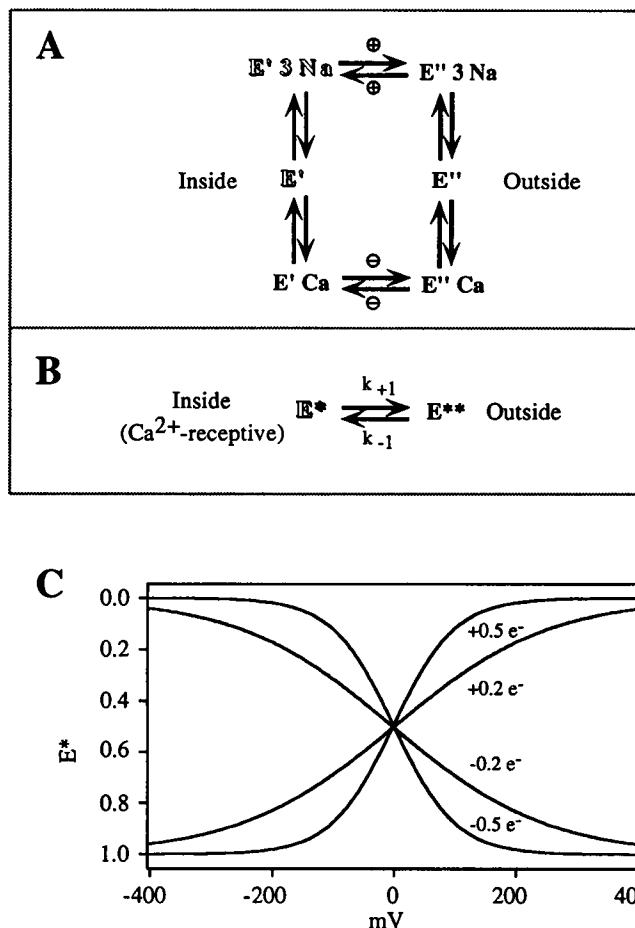 A
⊕
E' 3 Na E'' 3 Na
⊕
Inside E' E'' Outside
⊖
E' Ca E'' Ca
⊖
B
k +1
Inside E* E** Outside
(Ca2+-receptive)
k -1
C
0.0
+0.5 e-
0.2
+0.2 e-
0.4
E*
0.6
-0.2 e-
0.8
-0.5 e-
1.0
-400 -200 0 200 40
mV